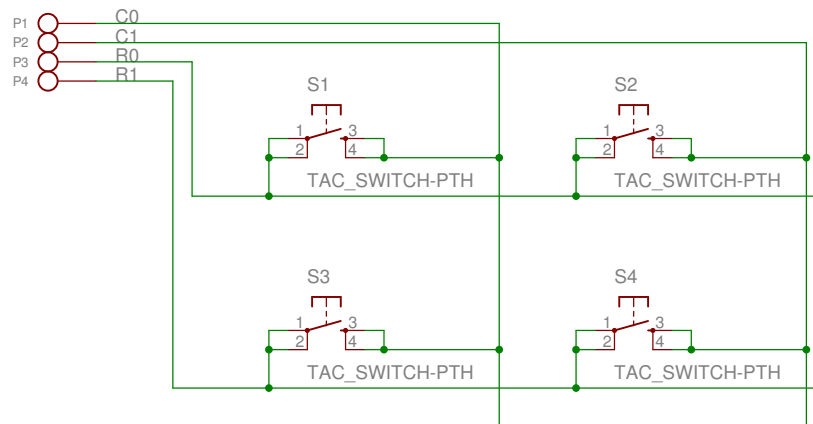 P1 C0
P2 C1
P3 R0
P4 R1
S1 S2
1 3 1 3
2 4 2 4
TAC_SWITCH-PTH TAC_SWITCH-PTH
S3 S4
1 3 1 3
2 4 2 4
TAC_SWITCH-PTH TAC_SWITCH-PTH